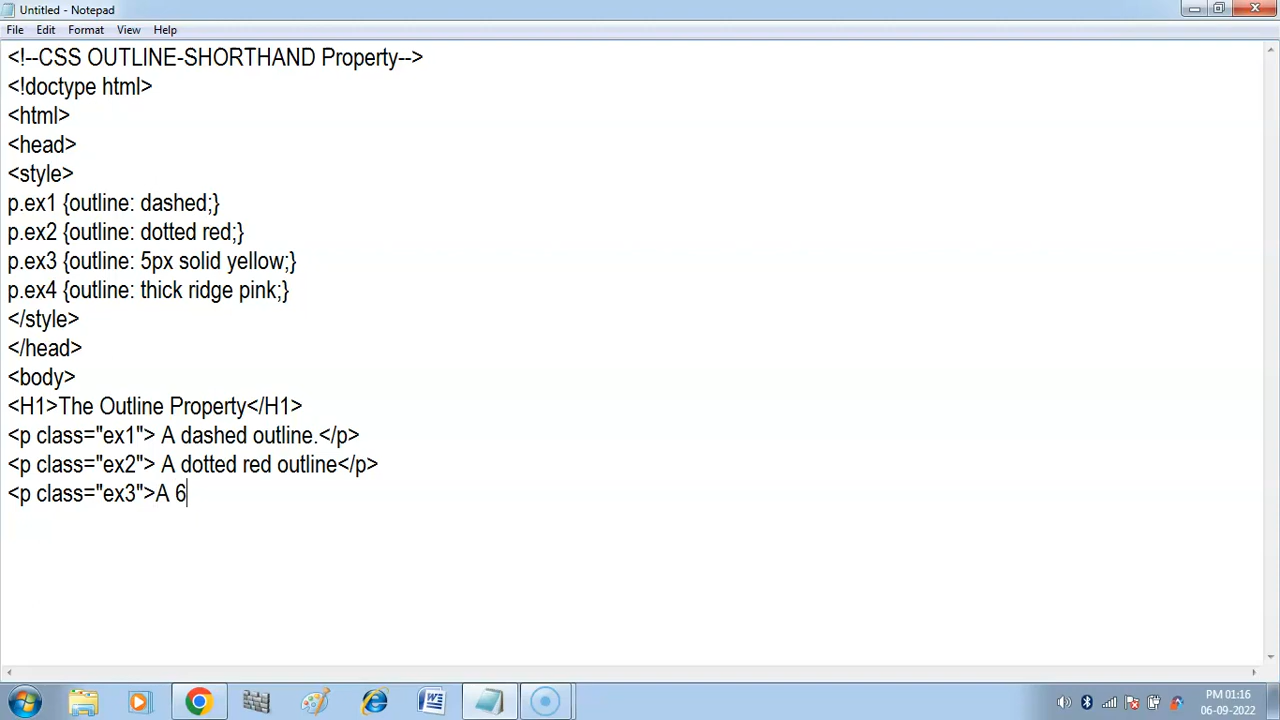 Untitled - Notepad
File Edit Format View Help
<!--CSS OUTLINE-SHORTHAND Property-->
<!doctype html>
<html>
<head>
<style>
p.ex1 {outline: dashed;}
p.ex2 {outline: dotted red;}
p.ex3 {outline: 5px solid yellow;}
p.ex4 {outline: thick ridge pink;}
</style>
</head>
<body>
<H1>The Outline Property</H1>
<p class="ex1"> A dashed outline.</p>
<p class="ex2"> A dotted red outline</p>
<p class="ex3">A 6
PM 01:16
06-09-2022